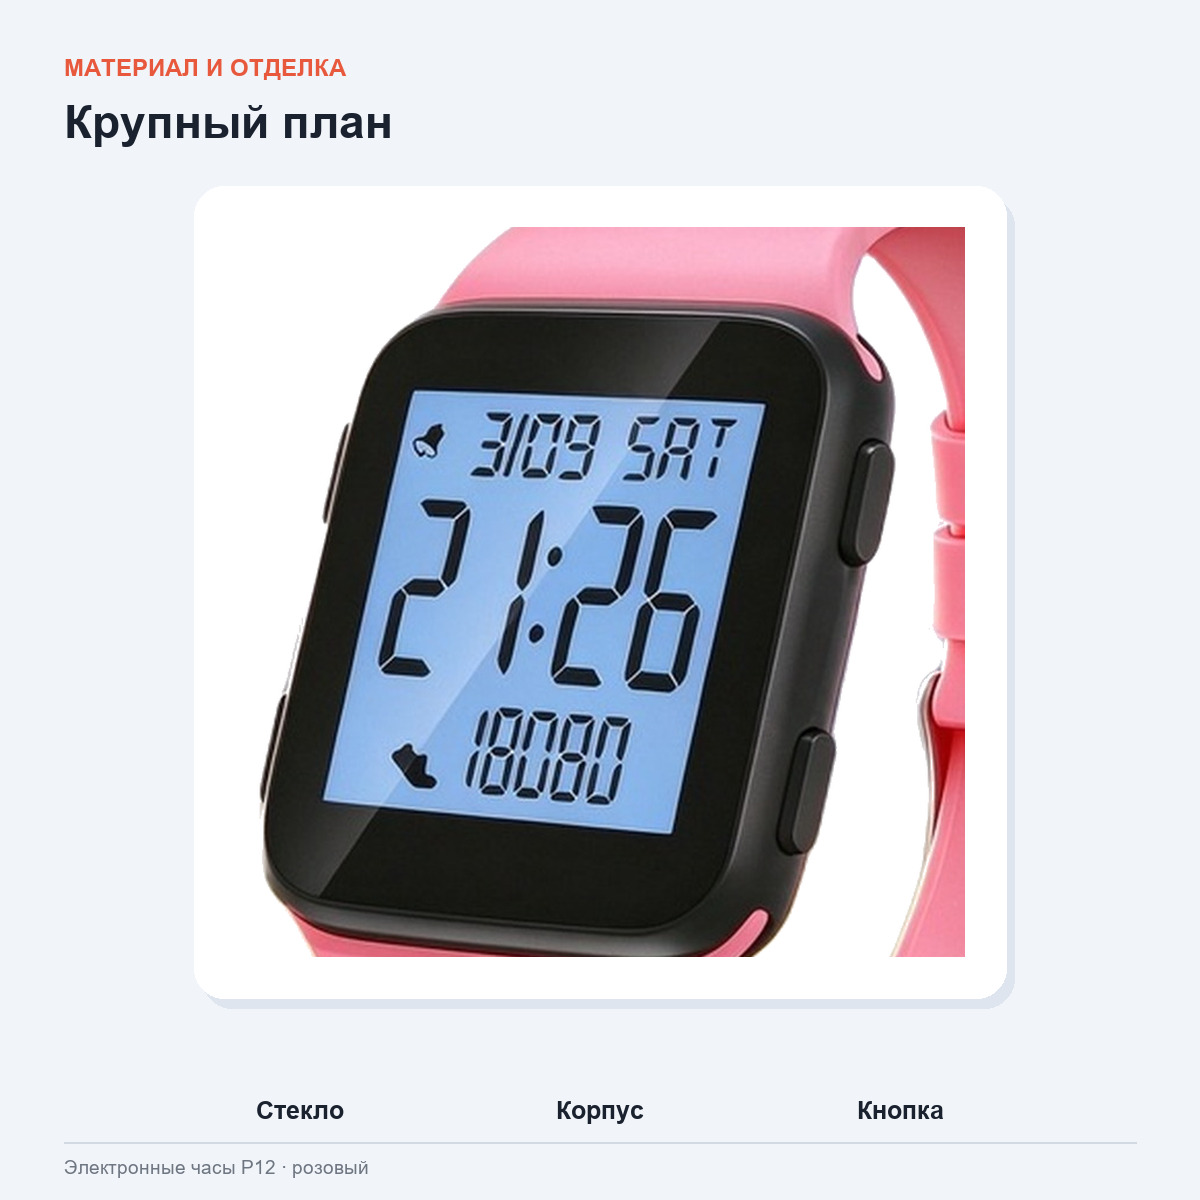 МАТЕРИАЛ И ОТДЕЛКА
Крупный план
3/09 SAT
21:26
18080
Стекло Корпус Кнопка
Электронные часы P12 · розовый